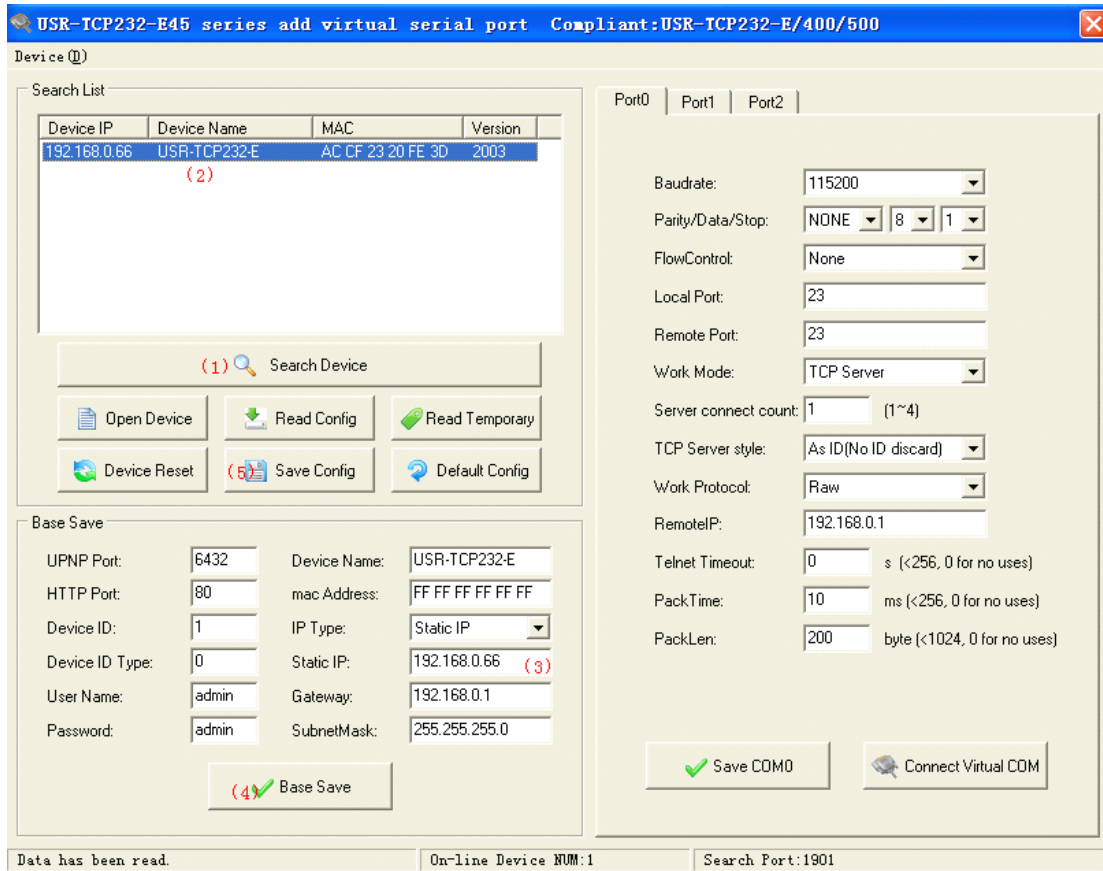 USR-TCP232-E45 series add virtual serial port Compliant:USR-TCP232-E/400/500
Device(D)
Search List
Device IP Device Name MAC Version
192.168.0.66 USR-TCP232-E AC CF 23 20 FE 3D 2003
(2)
(1) Search Device
Open Device Read Config Read Temporary
Device Reset (5) Save Config Default Config
Base Save
UPNP Port: 6432 Device Name: USR-TCP232-E
HTTP Port: 80 mac Address: FF FF FF FF FF FF
Device ID: 1 IP Type: Static IP
Device ID Type: 0 Static IP: 192.168.0.66 (3)
User Name: admin Gateway: 192.168.0.1
Password: admin SubnetMask: 255.255.255.0
(4) Base Save
Port0 Port1 Port2
Baudrate: 115200
Parity/Data/Stop: NONE 8 1
FlowControl: None
Local Port: 23
Remote Port: 23
Work Mode: TCP Server
Server connect count: 1 (1~4)
TCP Server style: As ID(No ID discard)
Work Protocol: Raw
RemoteIP: 192.168.0.1
Telnet Timeout: 0 s (<256, 0 for no uses)
PackTime: 10 ms (<256, 0 for no uses)
PackLen: 200 byte (<1024, 0 for no uses)
Save COM0 Connect Virtual COM
Data has been read. On-line Device NUM:1 Search Port:1901